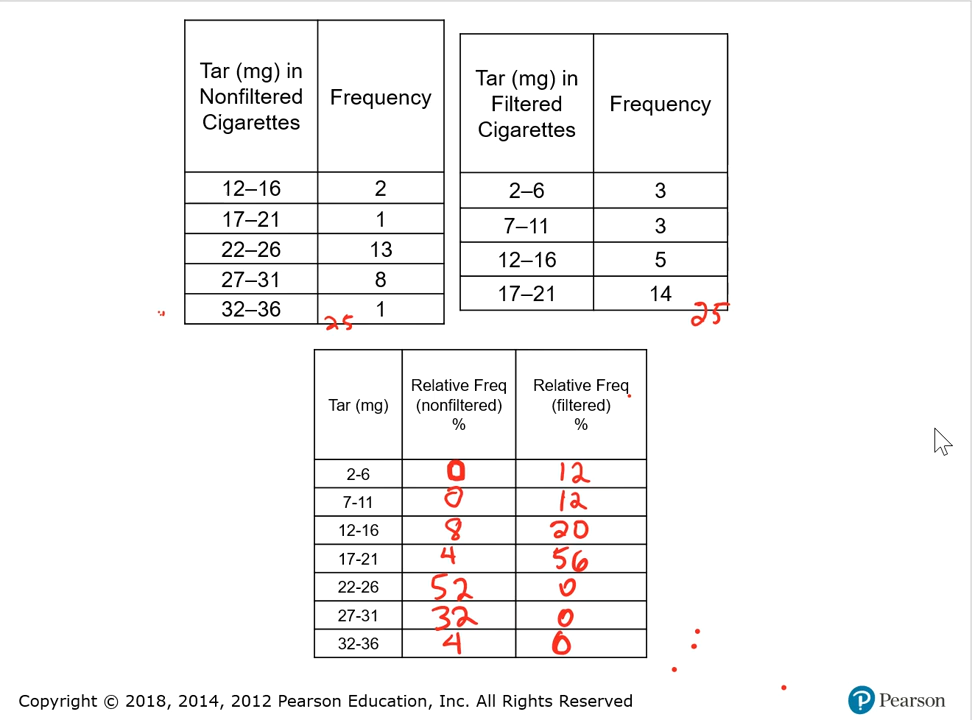 Tar (mg) in Nonfiltered Cigarettes Frequency
12–16 2
17–21 1
22–26 13
27–31 8
32–36 1
25
Tar (mg) in Filtered Cigarettes Frequency
2–6 3
7–11 3
12–16 5
17–21 14
25
Tar (mg) Relative Freq (nonfiltered) % Relative Freq (filtered) %
2-6 0 12
7-11 0 12
12-16 8 20
17-21 4 56
22-26 52 0
27-31 32 0
32-36 4 0
Copyright © 2018, 2014, 2012 Pearson Education, Inc. All Rights Reserved
P Pearson